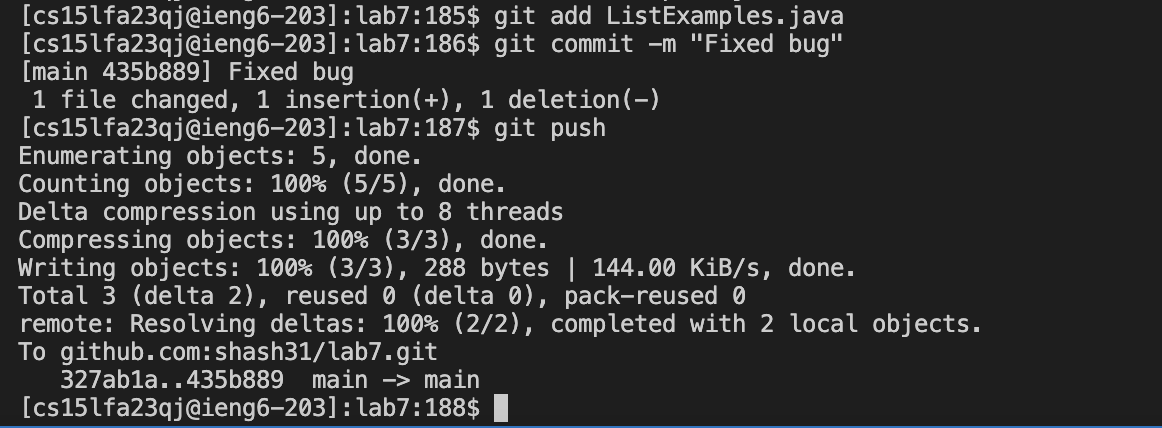 [cs15lfa23qj@ieng6-203]:lab7:185$ git add ListExamples.java
[cs15lfa23qj@ieng6-203]:lab7:186$ git commit -m "Fixed bug"
[main 435b889] Fixed bug
 1 file changed, 1 insertion(+), 1 deletion(-)
[cs15lfa23qj@ieng6-203]:lab7:187$ git push
Enumerating objects: 5, done.
Counting objects: 100% (5/5), done.
Delta compression using up to 8 threads
Compressing objects: 100% (3/3), done.
Writing objects: 100% (3/3), 288 bytes | 144.00 KiB/s, done.
Total 3 (delta 2), reused 0 (delta 0), pack-reused 0
remote: Resolving deltas: 100% (2/2), completed with 2 local objects.
To github.com:shash31/lab7.git
   327ab1a..435b889  main -> main
[cs15lfa23qj@ieng6-203]:lab7:188$